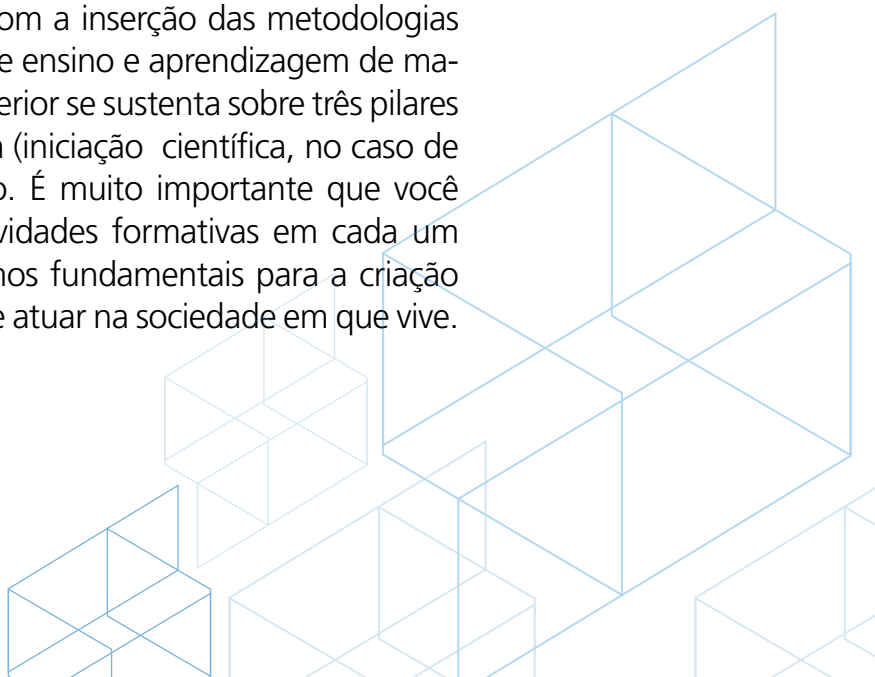 om a inserção das metodologias
e ensino e aprendizagem de ma-
erior se sustenta sobre três pilares
(iniciação científica, no caso de
o. É muito importante que você
vidades formativas em cada um
nos fundamentais para a criação
e atuar na sociedade em que vive.